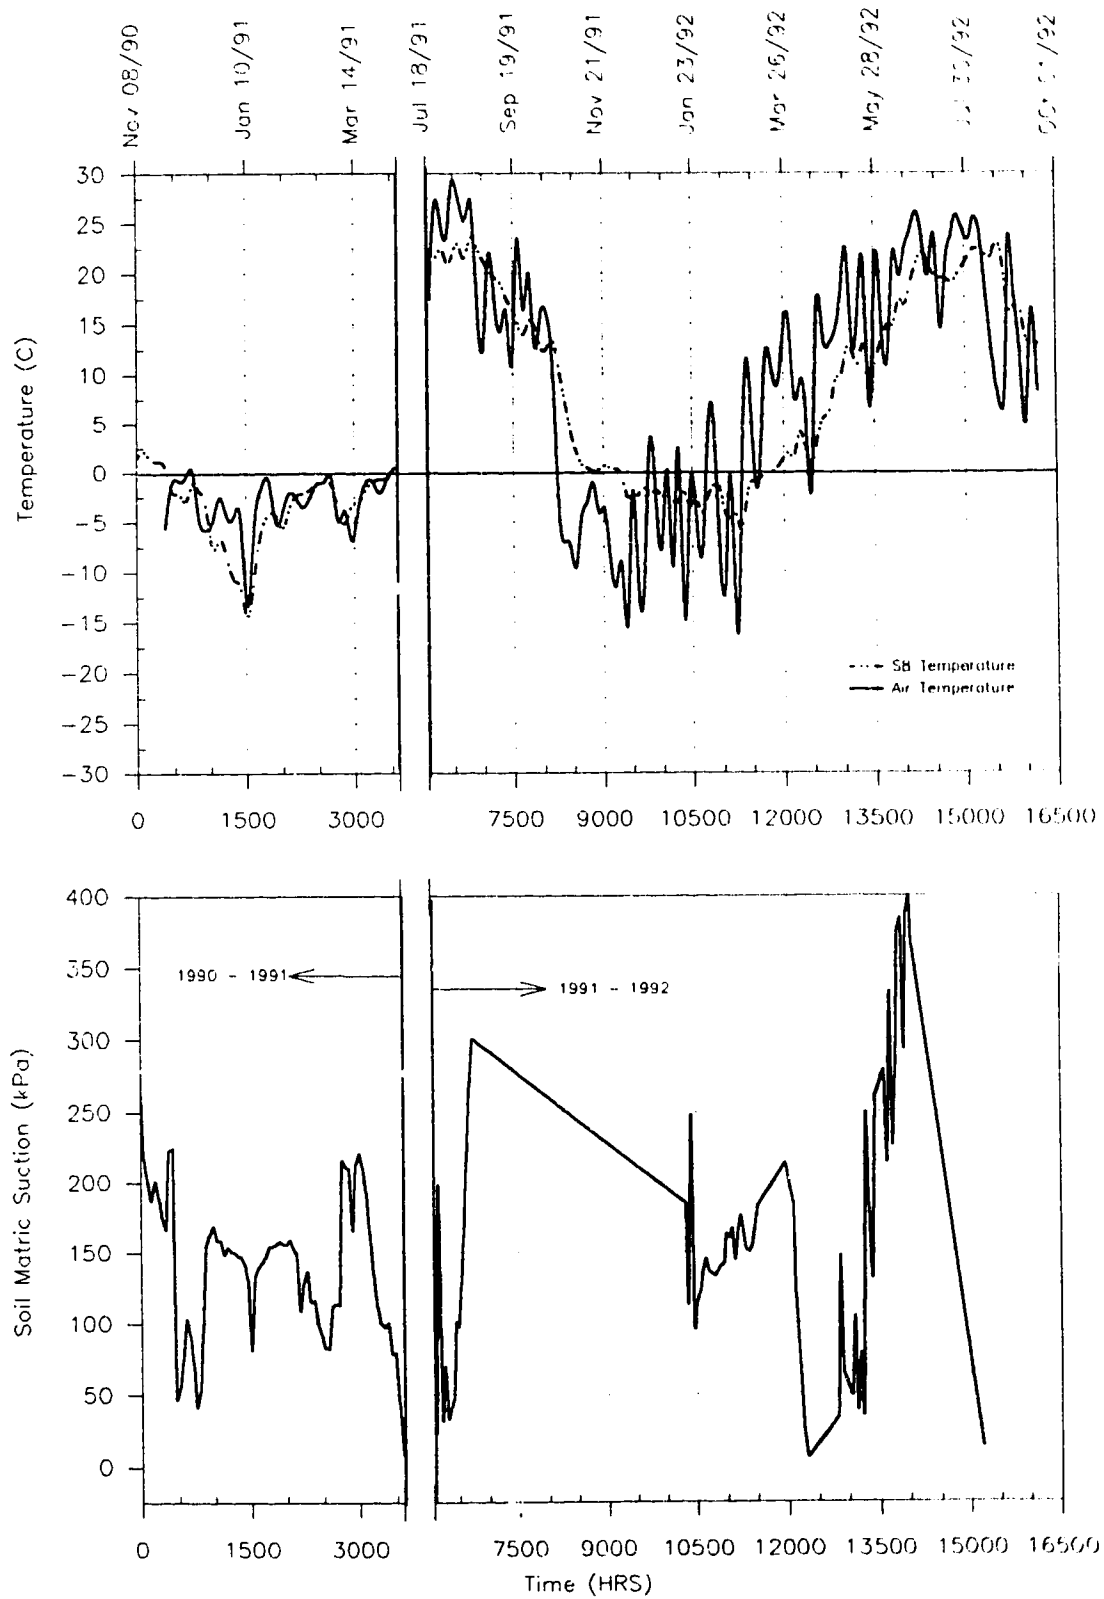 Nov 08/90
Jan 10/91
Mar 14/91
Jul 18/91
Sep 19/91
Nov 21/91
Jan 23/92
Mar 26/92
May 28/92
30/92
/92
30
25
20
15
10
5
0
−5
−10
−15
−20
−25
−30
Temperature (C)
SB Temperature
Air Temperature
0 1500 3000 7500 9000 10500 12000 13500 15000 16500
400
350
300
250
200
150
100
50
0
Soil Matric Suction (kPa)
1990 - 1991
1991 - 1992
0 1500 3000 7500 9000 10500 12000 13500 15000 16500
Time (HRS)